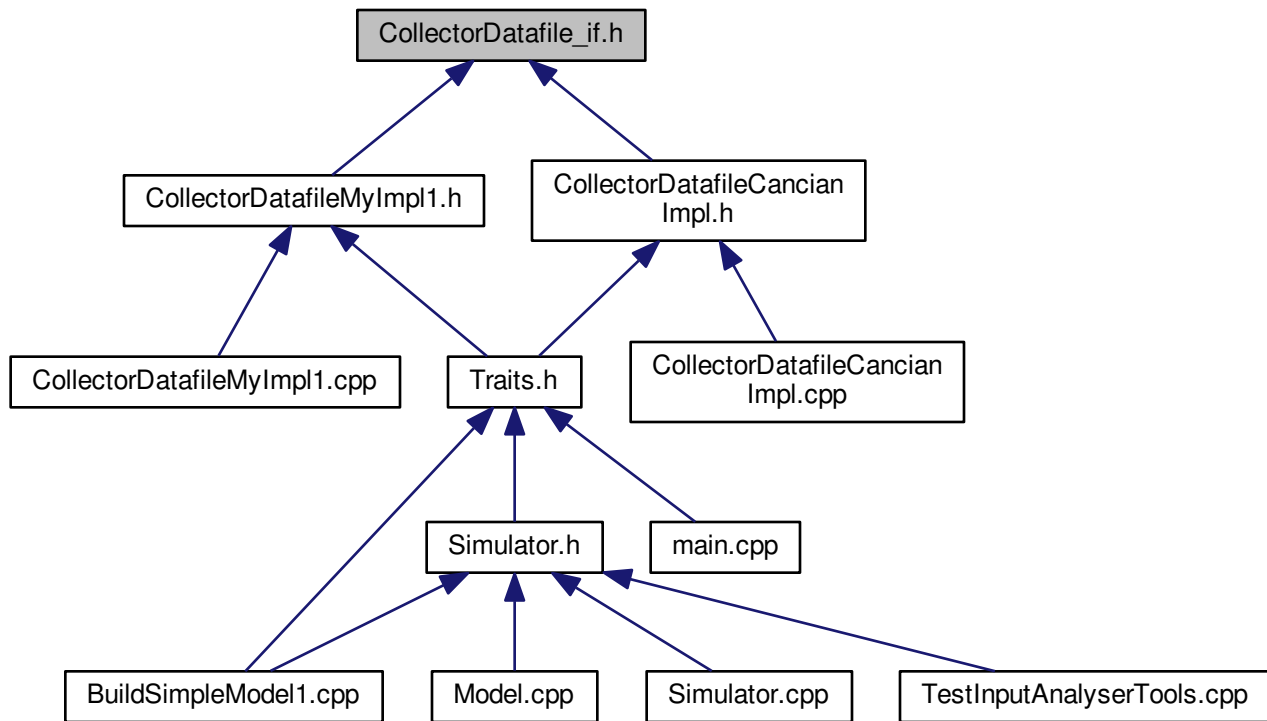 CollectorDatafile_if.h
CollectorDatafileMyImpl1.h
CollectorDatafileCancian
Impl.h
CollectorDatafileMyImpl1.cpp
Traits.h
CollectorDatafileCancian
Impl.cpp
Simulator.h
main.cpp
BuildSimpleModel1.cpp
Model.cpp
Simulator.cpp
TestInputAnalyserTools.cpp